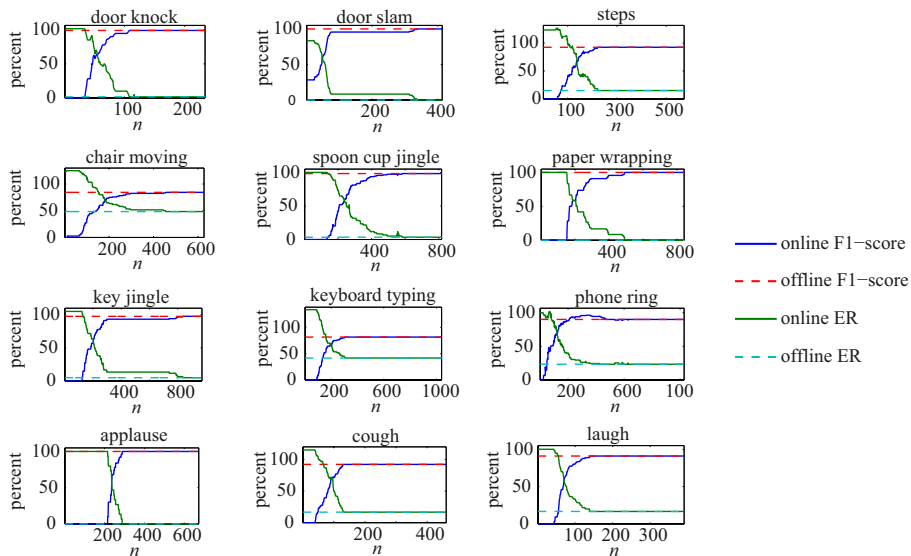 door knock
percent
100
50
0
100
200
n
door slam
percent
100
50
0
200
400
n
steps
percent
100
50
0
100
300
500
n
chair moving
percent
100
50
0
200
400
600
n
spoon cup jingle
percent
100
50
0
400
800
n
paper wrapping
percent
100
50
0
400
800
n
online F1−score
offline F1−score
online ER
offline ER
key jingle
percent
100
50
0
400
800
n
keyboard typing
percent
100
50
0
200
600
1000
n
phone ring
percent
100
50
0
200
600
1000
n
applause
percent
100
50
0
200
400
600
n
cough
percent
100
50
0
200
400
n
laugh
percent
100
50
0
100
200
300
n